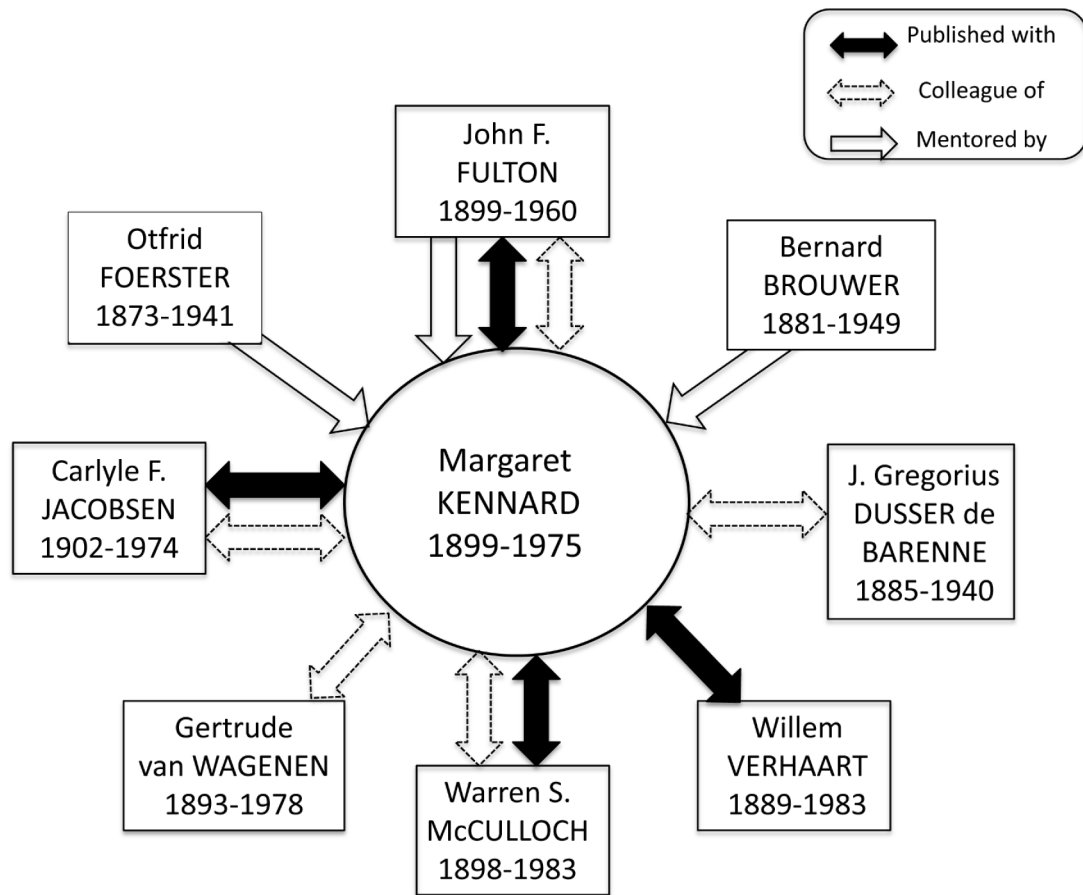 Published with
Colleague of
Mentored by
John F.
FULTON
1899-1960
Otfrid
FOERSTER
1873-1941
Bernard
BROUWER
1881-1949
Carlyle F.
JACOBSEN
1902-1974
Margaret
KENNARD
1899-1975
J. Gregorius
DUSSER de
BARENNE
1885-1940
Gertrude
van WAGENEN
1893-1978
Warren S.
McCULLOCH
1898-1983
Willem
VERHAART
1889-1983